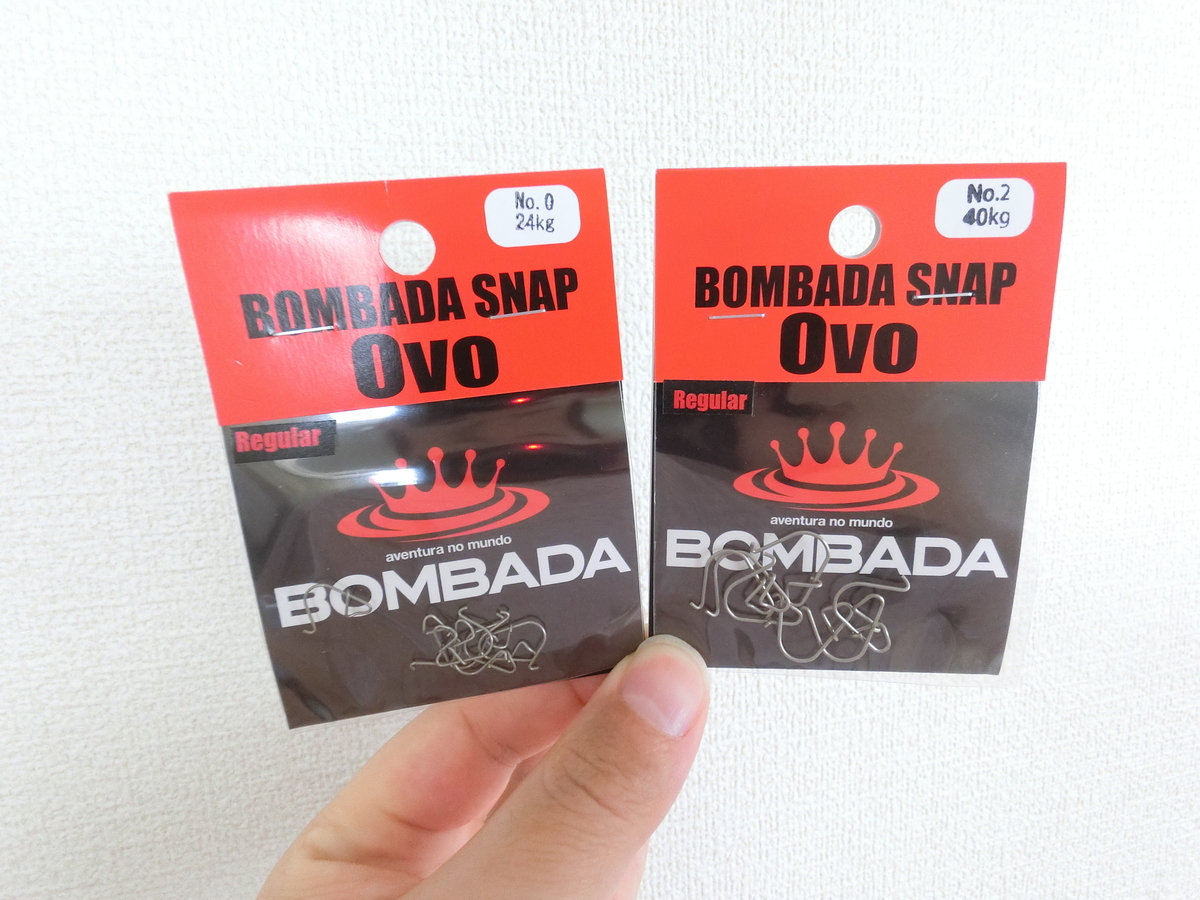 No. 0
24kg
BOMBADA SNAP
Ovo
Regular
aventura no mundo
BOMBADA
No.2
40kg
BOMBADA SNAP
Ovo
Regular
aventura no mundo
BOMBADA